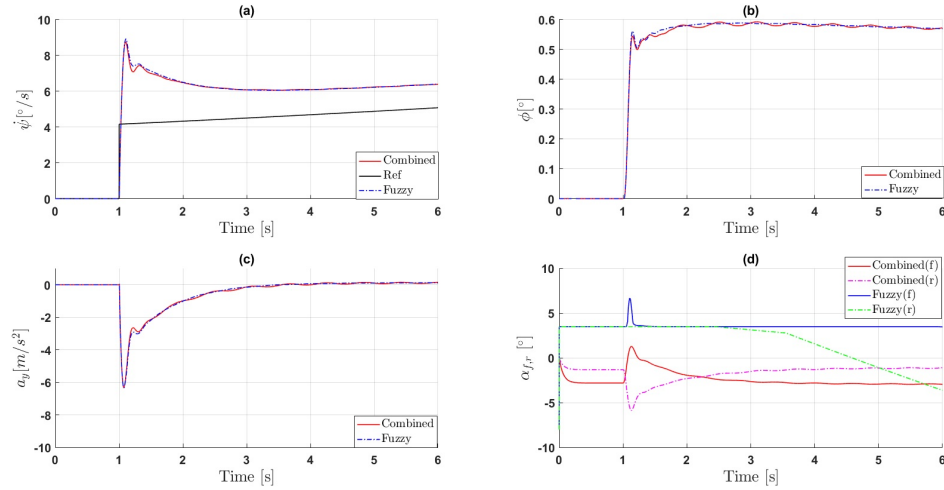 (a)
10
8
6
4
2
0
ψ̇ [°/s]
0 1 2 3 4 5 6
Time [s]
Combined
Ref
Fuzzy
(b)
0.6
0.5
0.4
0.3
0.2
0.1
0
ϕ[°]
0 1 2 3 4 5 6
Time [s]
Combined
Fuzzy
(c)
0
-2
-4
-6
-8
-10
a_y[m/s²]
0 1 2 3 4 5 6
Time [s]
Combined
Fuzzy
(d)
10
5
0
-5
-10
α_{f,r} [°]
0 1 2 3 4 5 6
Time [s]
Combined(f)
Combined(r)
Fuzzy(f)
Fuzzy(r)